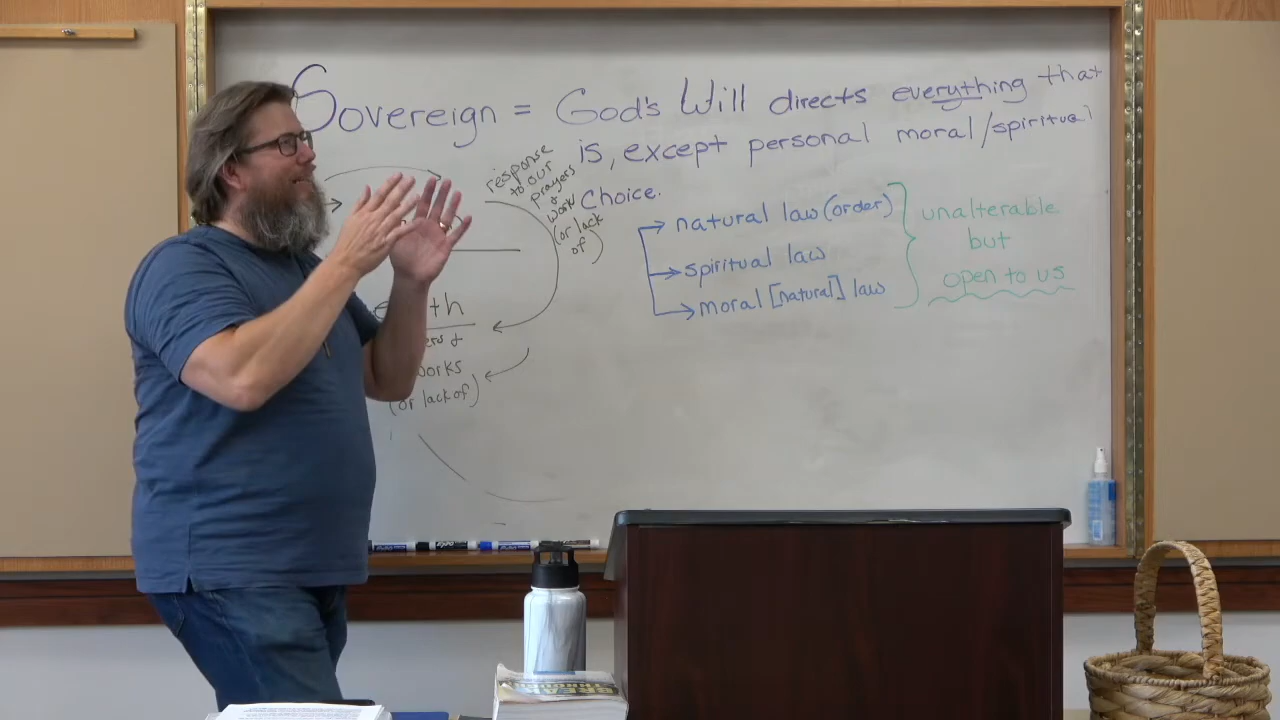 Sovereign = God's Will directs everything that
is, except personal moral/spiritual
choice.
response
to our
prayers
+
work
(or lack
of)
natural law (order)
spiritual law
moral [natural] law
unalterable
but
open to us
th
works
(or lack of)